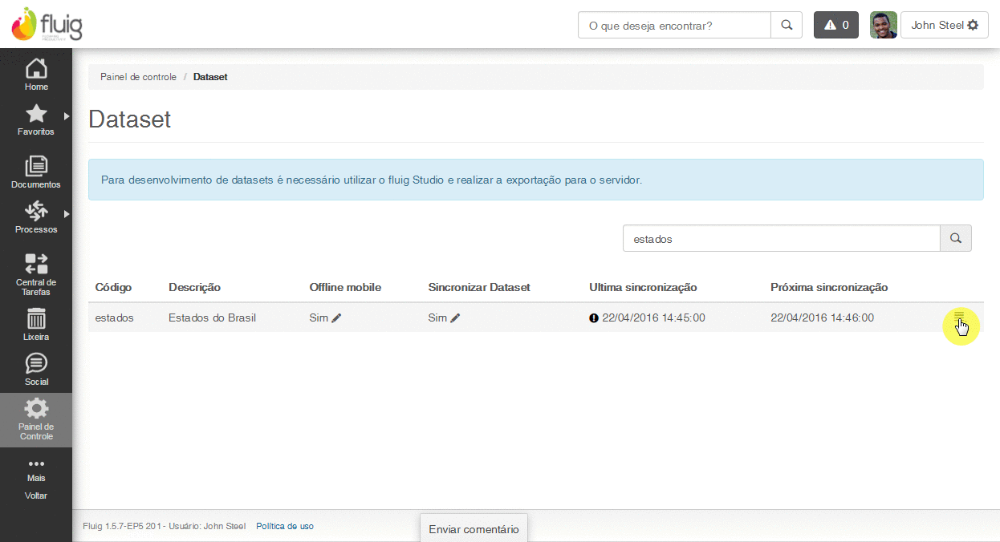 fluig
O que deseja encontrar?
0
John Steel
Home
Favoritos
Documentos
Processos
Central de
Tarefas
Lixeira
Social
Painel de
Controle
Mais
Voltar
Painel de controle / Dataset
Dataset
Para desenvolvimento de datasets é necessário utilizar o fluig Studio e realizar a exportação para o servidor.
estados
Código Descrição Offline mobile Sincronizar Dataset Ultima sincronização Próxima sincronização
estados Estados do Brasil Sim Sim 22/04/2016 14:45:00 22/04/2016 14:46:00
Fluig 1.5.7-EP5 201 - Usuário: John Steel Política de uso
Enviar comentário